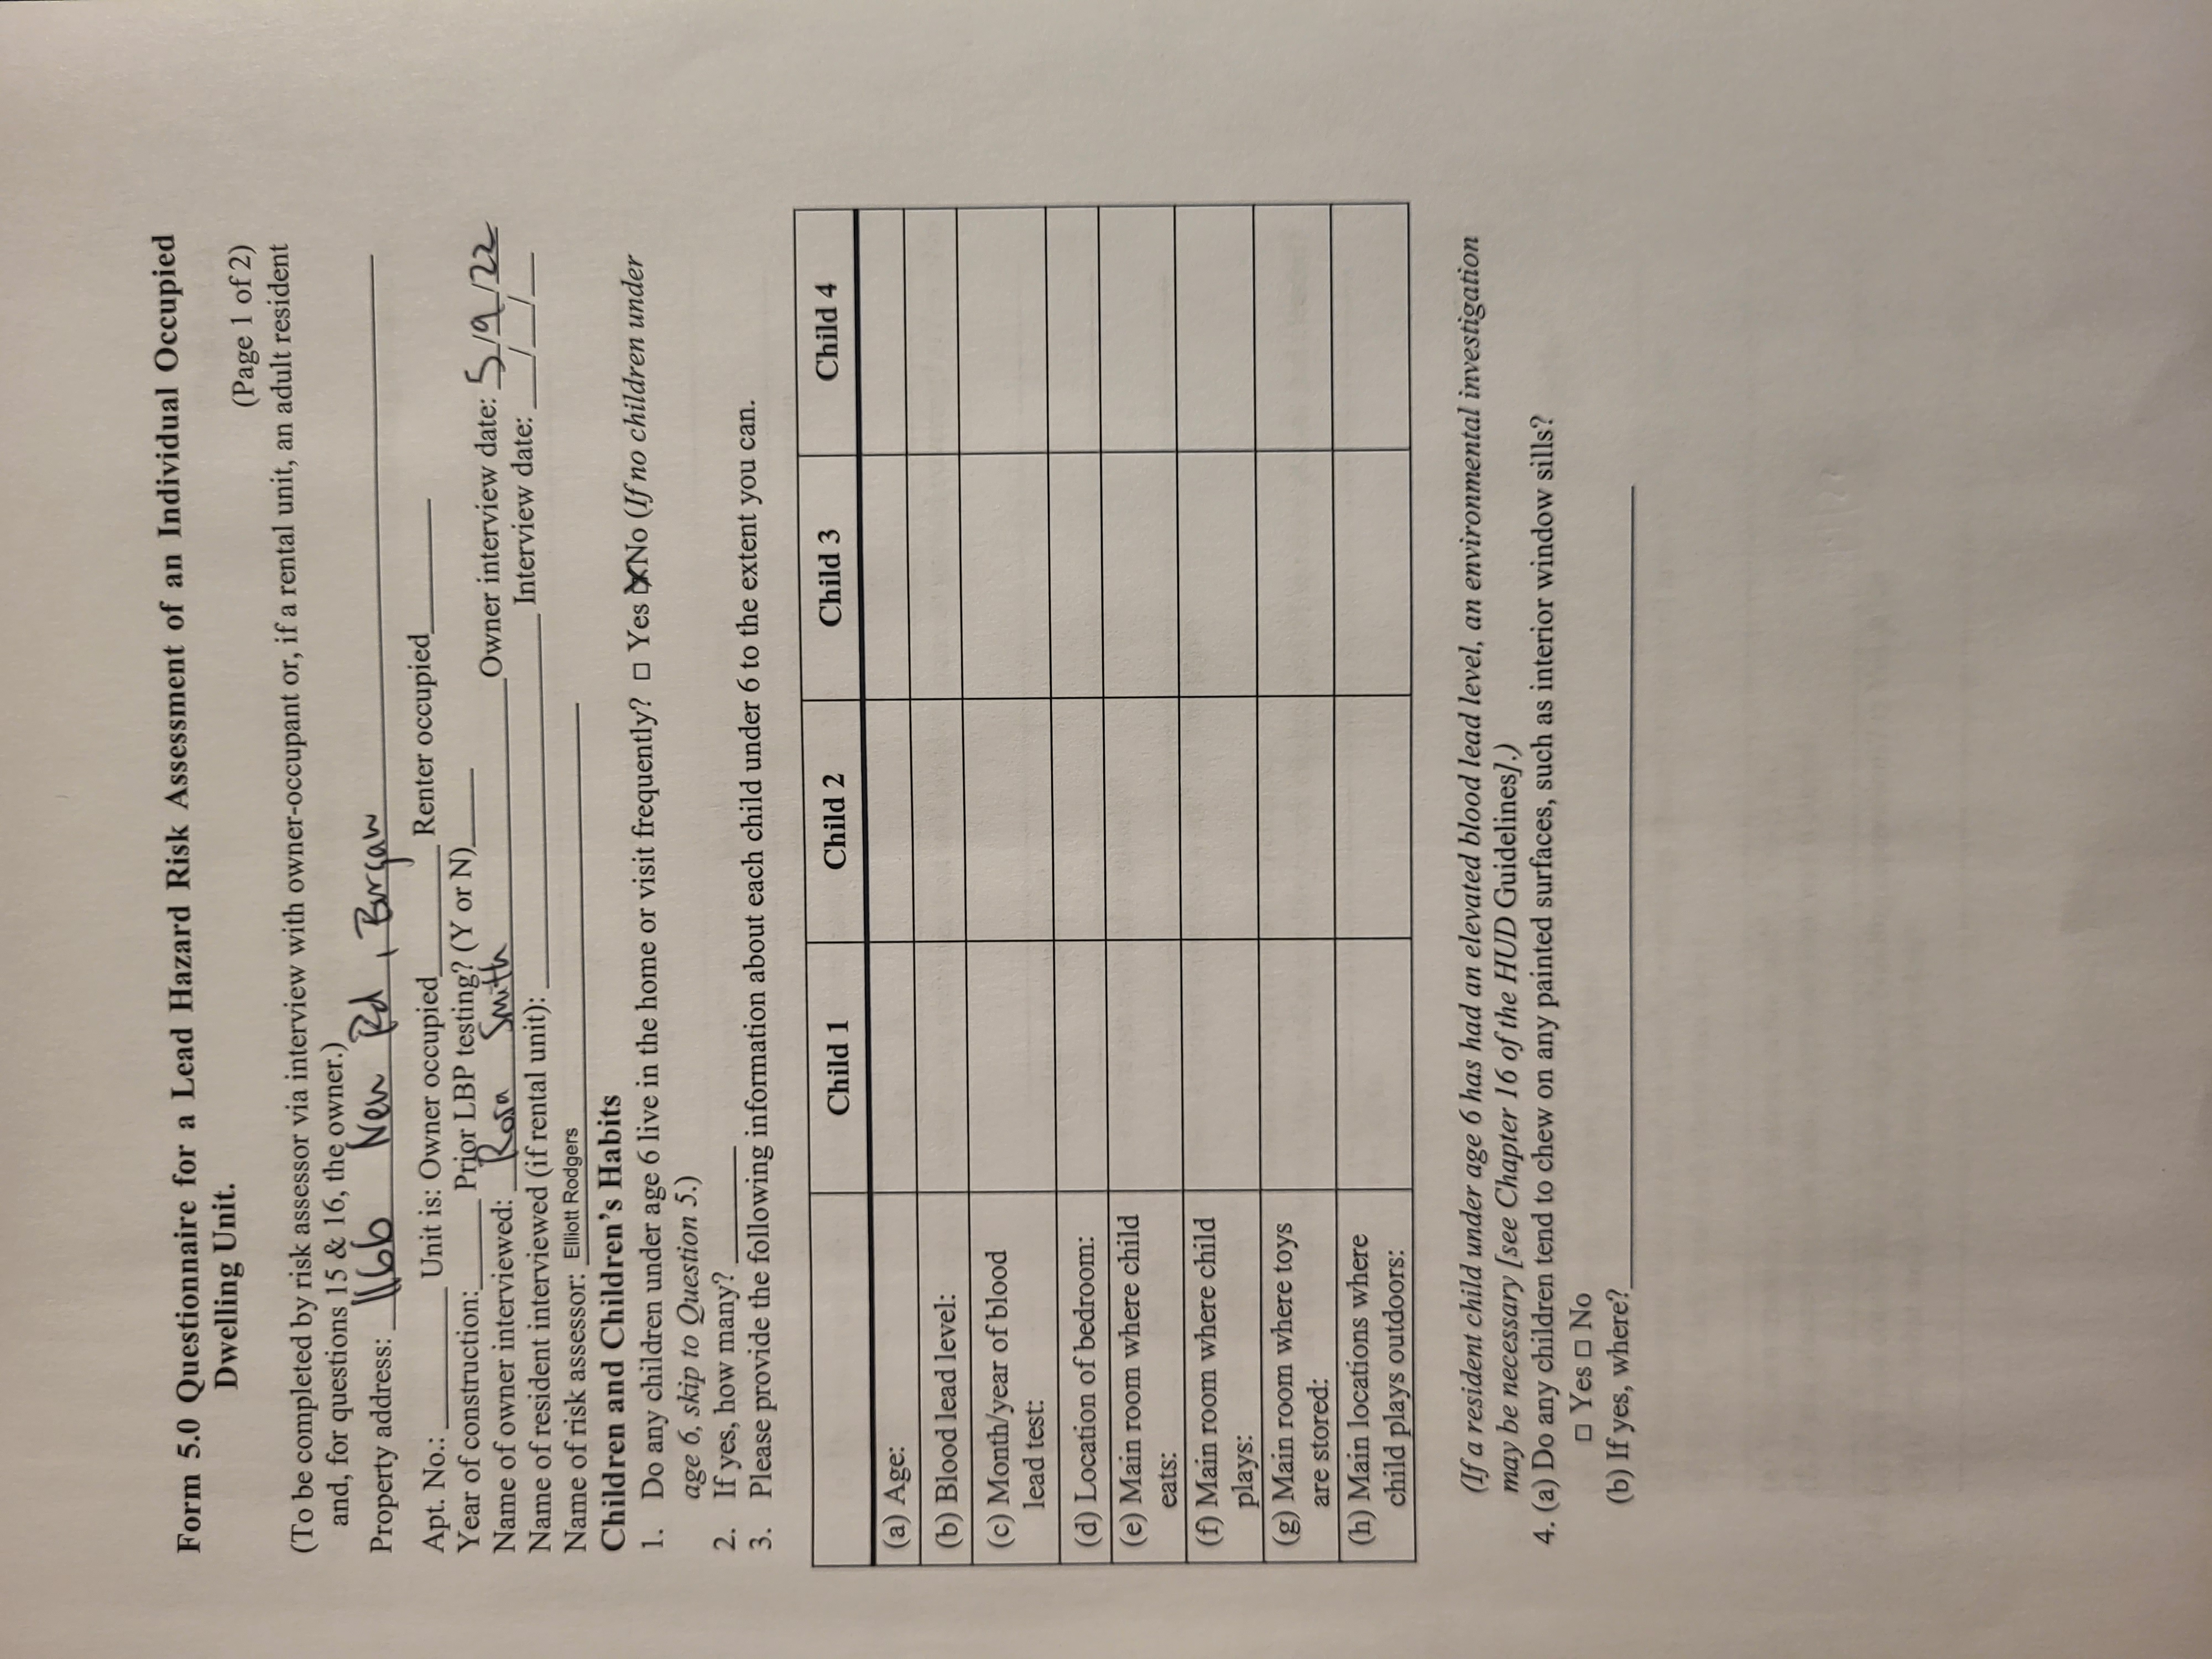 Form 5.0 Questionnaire for a Lead Hazard Risk Assessment of an Individual Occupied
Dwelling Unit.
(Page 1 of 2)
(To be completed by risk assessor via interview with owner-occupant or, if a rental unit, an adult resident
and, for questions 15 & 16, the owner.)
Property address: 1166 New Rd, Burgaw
Apt. No.:______ Unit is: Owner occupied______ Renter occupied______
Year of construction:______ Prior LBP testing? (Y or N)____
Name of owner interviewed: Rosa Smith Owner interview date: 5/9/22
Name of resident interviewed (if rental unit): ______ Interview date: __/__/__
Name of risk assessor: Elliott Rodgers
Children and Children's Habits
1. Do any children under age 6 live in the home or visit frequently? □ Yes ☒ No (If no children under
age 6, skip to Question 5.)
2. If yes, how many? ______
3. Please provide the following information about each child under 6 to the extent you can.
Child 1 Child 2 Child 3 Child 4
(a) Age:
(b) Blood lead level:
(c) Month/year of blood
lead test:
(d) Location of bedroom:
(e) Main room where child
eats:
(f) Main room where child
plays:
(g) Main room where toys
are stored:
(h) Main locations where
child plays outdoors:
(If a resident child under age 6 has had an elevated blood lead level, an environmental investigation
may be necessary [see Chapter 16 of the HUD Guidelines].)
4. (a) Do any children tend to chew on any painted surfaces, such as interior window sills?
□ Yes □ No
(b) If yes, where?______